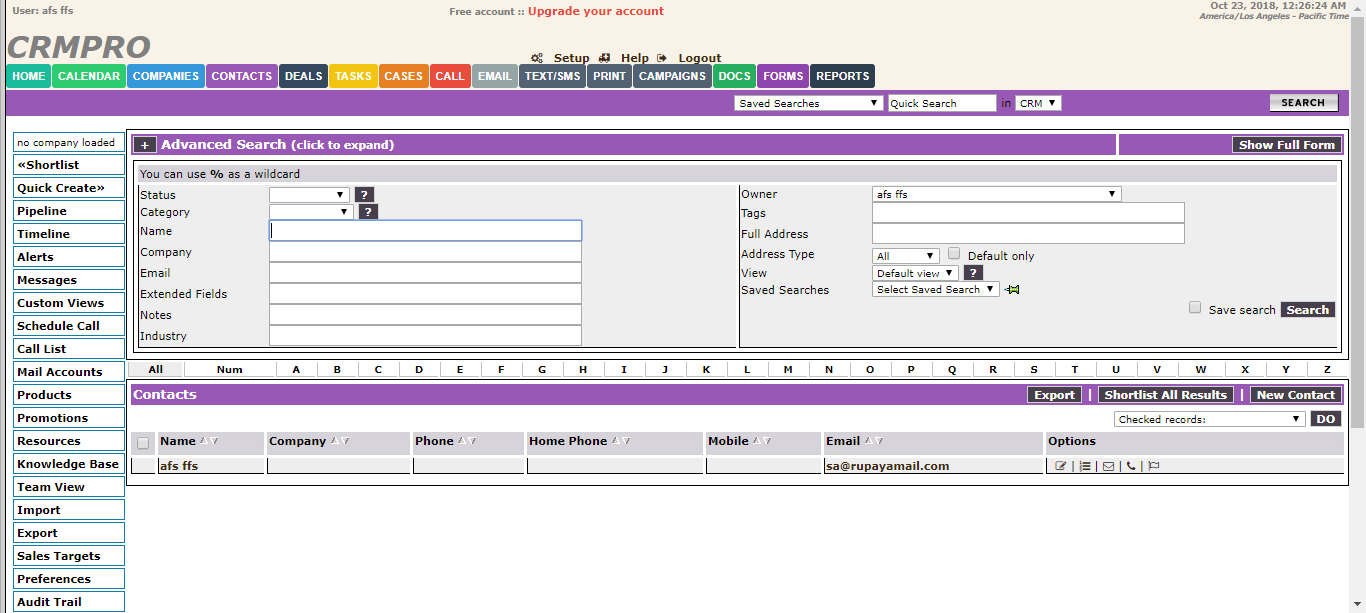 User: afs ffs
Free account :: Upgrade your account
Oct 23, 2018, 12:26:24 AM
America/Los Angeles - Pacific Time
CRMPRO
Setup Help Logout
HOME CALENDAR COMPANIES CONTACTS DEALS TASKS CASES CALL EMAIL TEXT/SMS PRINT CAMPAIGNS DOCS FORMS REPORTS
Saved Searches Quick Search in CRM SEARCH
no company loaded
«Shortlist
Quick Create»
Pipeline
Timeline
Alerts
Messages
Custom Views
Schedule Call
Call List
Mail Accounts
Products
Promotions
Resources
Knowledge Base
Team View
Import
Export
Sales Targets
Preferences
Audit Trail
+ Advanced Search (click to expand) Show Full Form
You can use % as a wildcard
Status ?
Category ?
Name
Company
Email
Extended Fields
Notes
Industry
Owner afs ffs
Tags
Full Address
Address Type All Default only
View Default view ?
Saved Searches Select Saved Search
Save search Search
All Num A B C D E F G H I J K L M N O P Q R S T U V W X Y Z
Contacts Export | Shortlist All Results | New Contact
Checked records: DO
Name Company Phone Home Phone Mobile Email Options
afs ffs sa@rupayamail.com | | | |